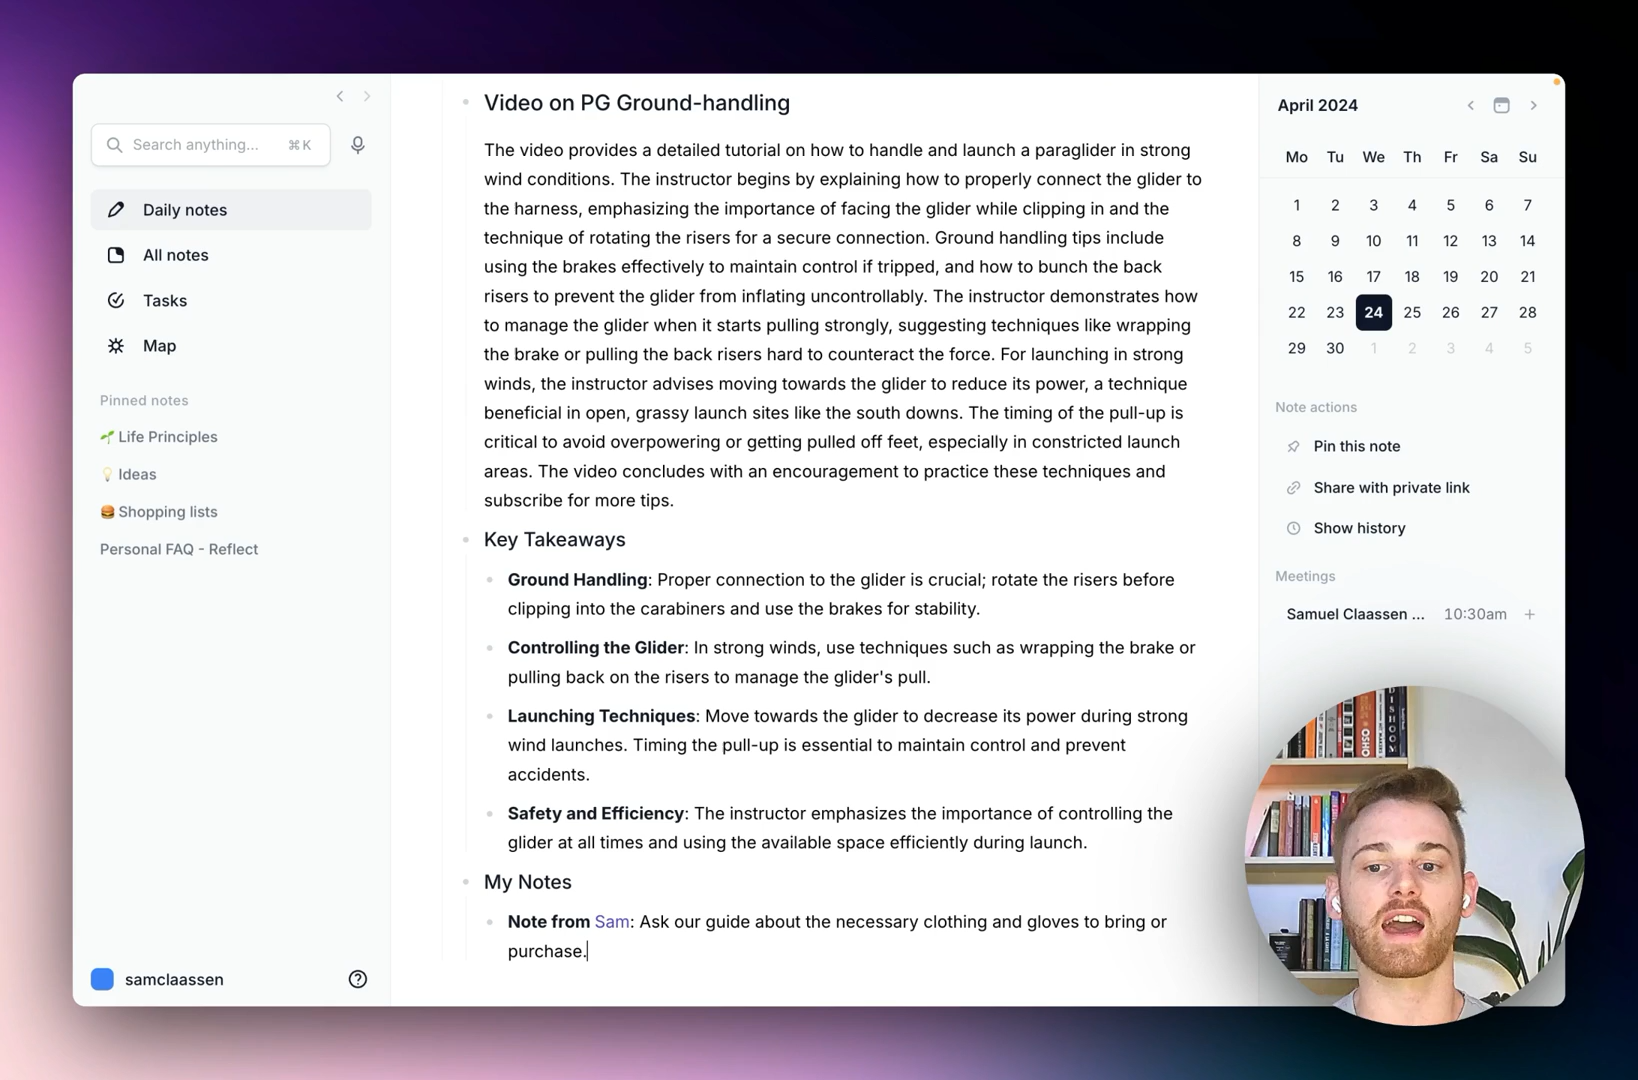 Search anything...
⌘K
Daily notes
All notes
Tasks
Map
Pinned notes
🌱 Life Principles
💡 Ideas
🍔 Shopping lists
Personal FAQ - Reflect
samclaassen
Video on PG Ground-handling
The video provides a detailed tutorial on how to handle and launch a paraglider in strong
wind conditions. The instructor begins by explaining how to properly connect the glider to
the harness, emphasizing the importance of facing the glider while clipping in and the
technique of rotating the risers for a secure connection. Ground handling tips include
using the brakes effectively to maintain control if tripped, and how to bunch the back
risers to prevent the glider from inflating uncontrollably. The instructor demonstrates how
to manage the glider when it starts pulling strongly, suggesting techniques like wrapping
the brake or pulling the back risers hard to counteract the force. For launching in strong
winds, the instructor advises moving towards the glider to reduce its power, a technique
beneficial in open, grassy launch sites like the south downs. The timing of the pull-up is
critical to avoid overpowering or getting pulled off feet, especially in constricted launch
areas. The video concludes with an encouragement to practice these techniques and
subscribe for more tips.
Key Takeaways
Ground Handling: Proper connection to the glider is crucial; rotate the risers before
clipping into the carabiners and use the brakes for stability.
Controlling the Glider: In strong winds, use techniques such as wrapping the brake or
pulling back on the risers to manage the glider's pull.
Launching Techniques: Move towards the glider to decrease its power during strong
wind launches. Timing the pull-up is essential to maintain control and prevent
accidents.
Safety and Efficiency: The instructor emphasizes the importance of controlling the
glider at all times and using the available space efficiently during launch.
My Notes
Note from Sam: Ask our guide about the necessary clothing and gloves to bring or
purchase.
April 2024
Mo Tu We Th Fr Sa Su
1 2 3 4 5 6 7
8 9 10 11 12 13 14
15 16 17 18 19 20 21
22 23 24 25 26 27 28
29 30 1 2 3 4 5
Note actions
Pin this note
Share with private link
Show history
Meetings
Samuel Claassen ... 10:30am
OSHO
DISHOOM